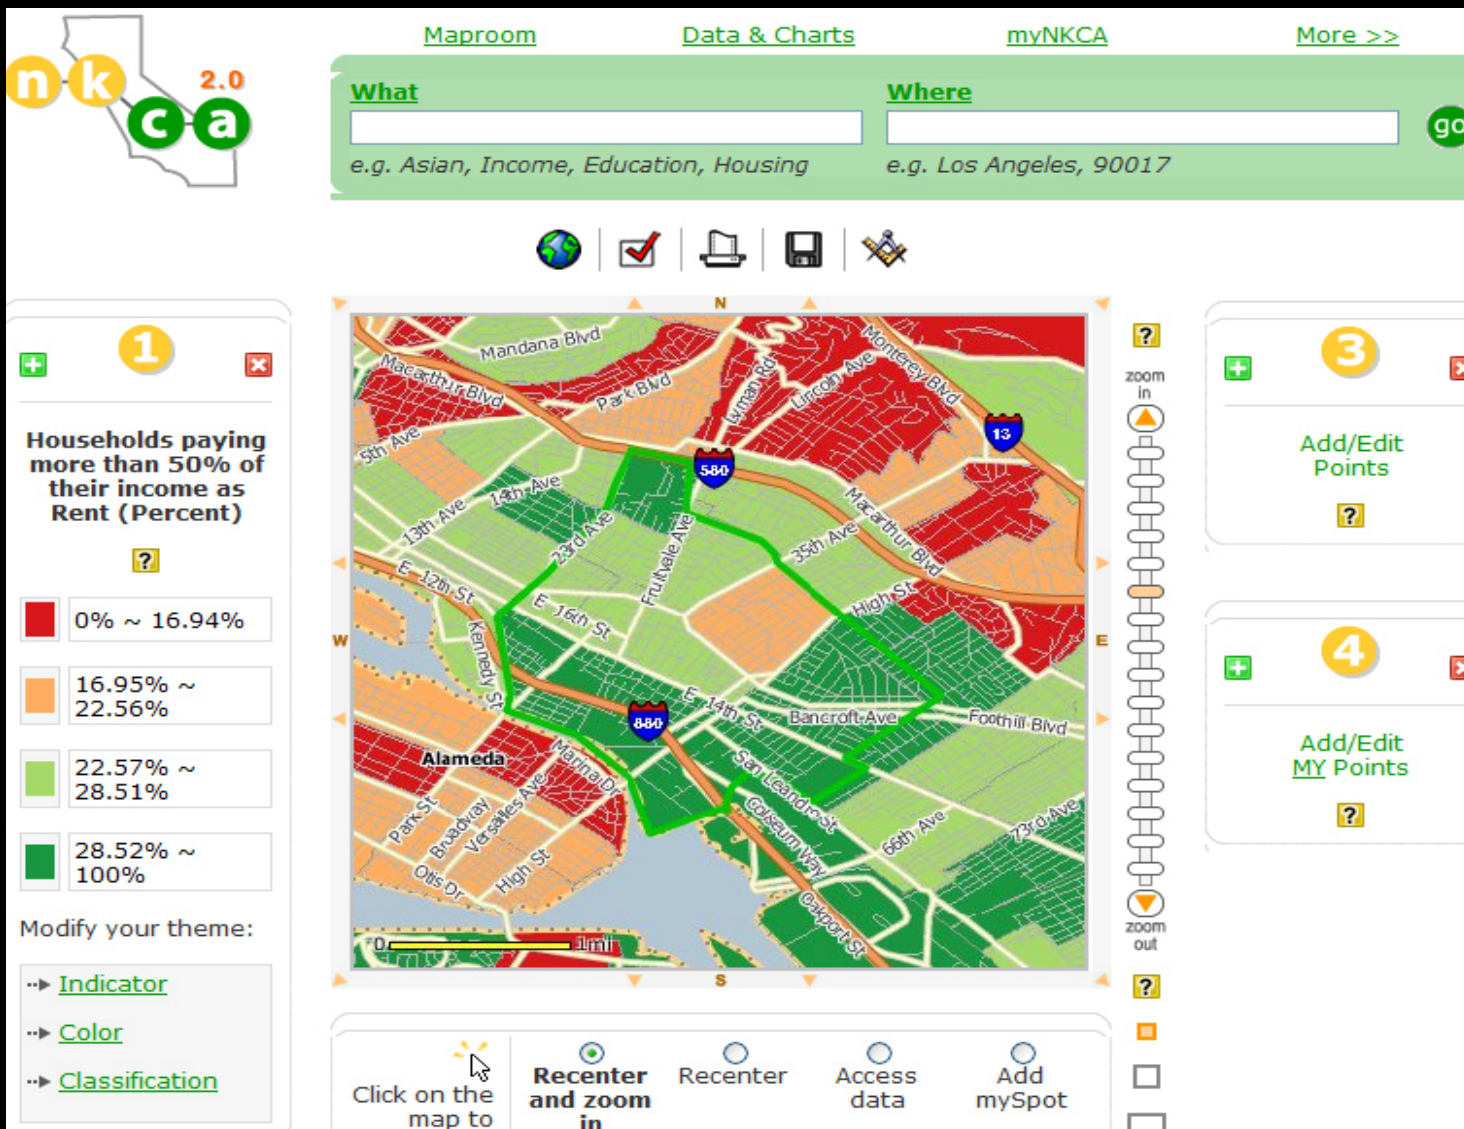 n k c a 2.0
Maproom Data & Charts myNKCA More >>
What Where
go
e.g. Asian, Income, Education, Housing e.g. Los Angeles, 90017
1
Households paying
more than 50% of
their income as
Rent (Percent)
?
0% ~ 16.94%
16.95% ~
22.56%
22.57% ~
28.51%
28.52% ~
100%
Modify your theme:
Indicator
Color
Classification
N
W
E
S
Mandana Blvd
Macarthur Blvd
Park Blvd
Lyman Rd
Lincoln Ave
Monterey Blvd
13
5th Ave
580
14th Ave
13th Ave
23rd Ave
Fruitvale Ave
35th Ave
Macarthur Blvd
E 12th St
E 16th St
High St
Kennedy St
E 14th St
880
Bancroft Ave
Foothill Blvd
Alameda
Marina Dr
San Leandro St
Coliseum Way
66th Ave
73rd Ave
Park St
Broadway
Versailles Ave
High St
Otis Dr
Oakport St
0 1mi
?
zoom
in
zoom
out
?
3
Add/Edit
Points
?
4
Add/Edit
MY Points
?
Click on the
map to
Recenter
and zoom
in
Recenter
Access
data
Add
mySpot